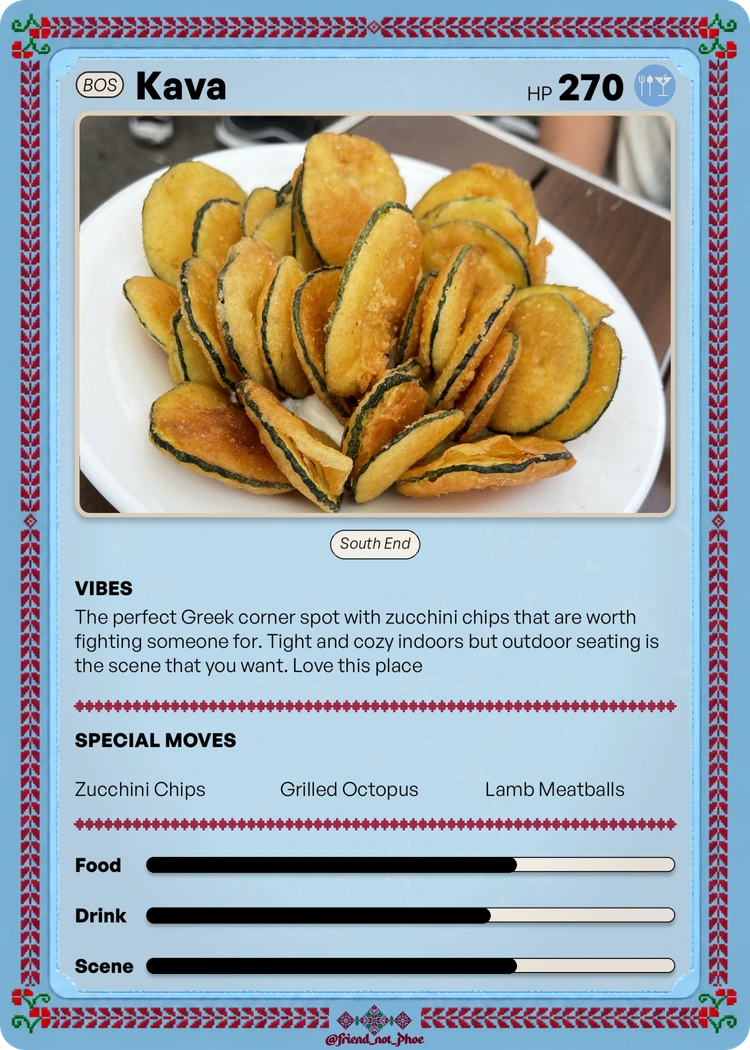 BOS Kava HP 270
South End
VIBES
The perfect Greek corner spot with zucchini chips that are worth
fighting someone for. Tight and cozy indoors but outdoor seating is
the scene that you want. Love this place
SPECIAL MOVES
Zucchini Chips Grilled Octopus Lamb Meatballs
Food
Drink
Scene
@friend_not_Phoe